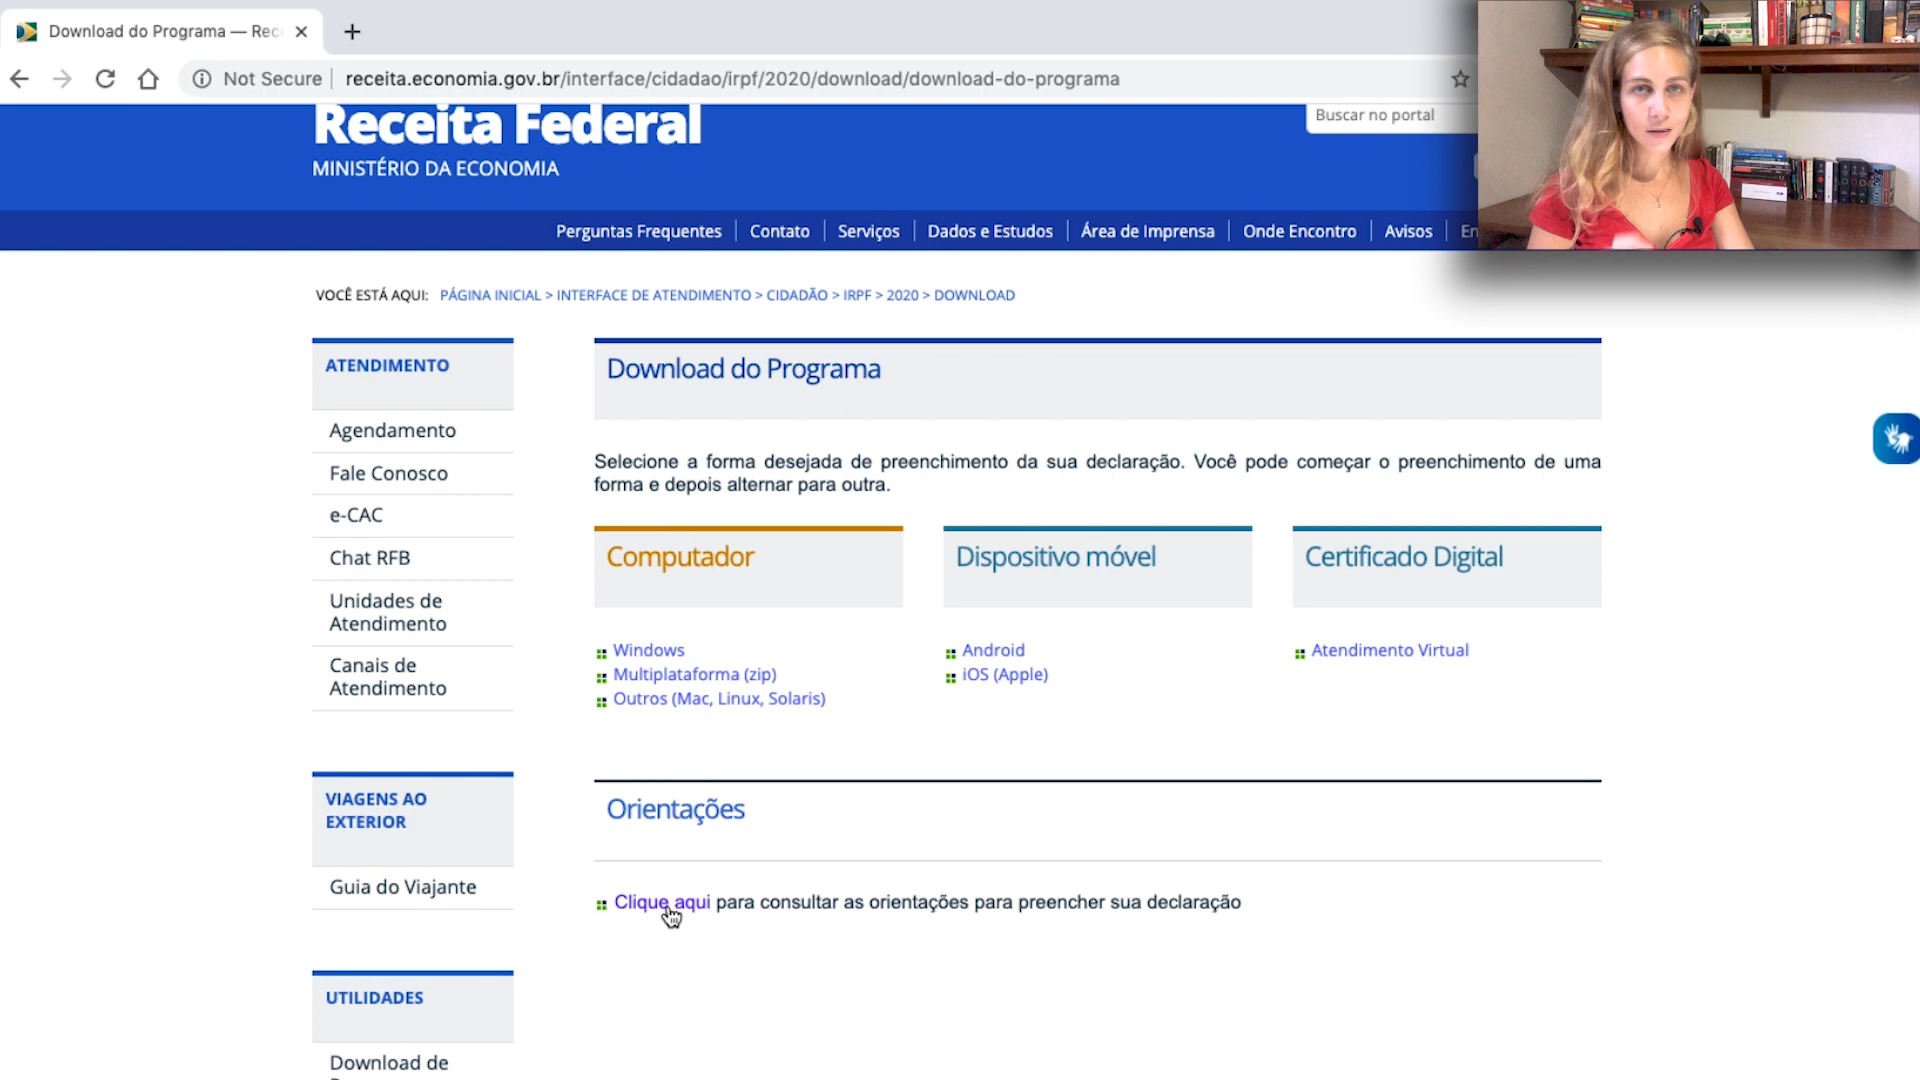 Download do Programa — Rec
Not Secure
receita.economia.gov.br/interface/cidadao/irpf/2020/download/download-do-programa
Receita Federal
MINISTÉRIO DA ECONOMIA
Buscar no portal
Perguntas Frequentes
Contato
Serviços
Dados e Estudos
Área de Imprensa
Onde Encontro
Avisos
En
VOCÊ ESTÁ AQUI: PÁGINA INICIAL > INTERFACE DE ATENDIMENTO > CIDADÃO > IRPF > 2020 > DOWNLOAD
ATENDIMENTO
Agendamento
Fale Conosco
e-CAC
Chat RFB
Unidades de
Atendimento
Canais de
Atendimento
VIAGENS AO
EXTERIOR
Guia do Viajante
UTILIDADES
Download de
Download do Programa
Selecione a forma desejada de preenchimento da sua declaração. Você pode começar o preenchimento de uma
forma e depois alternar para outra.
Computador
Windows
Multiplataforma (zip)
Outros (Mac, Linux, Solaris)
Dispositivo móvel
Android
iOS (Apple)
Certificado Digital
Atendimento Virtual
Orientações
Clique aqui para consultar as orientações para preencher sua declaração